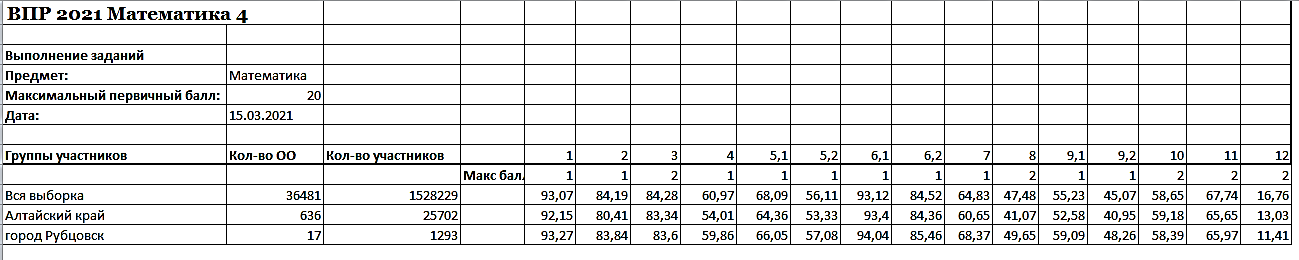 ВПР 2021 Математика 4
Выполнение заданий
Предмет: Математика
Максимальный первичный балл: 20
Дата: 15.03.2021
Группы участников Кол-во ОО Кол-во участников 1 2 3 4 5,1 5,2 6,1 6,2 7 8 9,1 9,2 10 11 12
Макс бал 1 1 2 1 1 1 1 1 1 2 1 1 2 2 2
Вся выборка 36481 1528229 93,07 84,19 84,28 60,97 68,09 56,11 93,12 84,52 64,83 47,48 55,23 45,07 58,65 67,74 16,76
Алтайский край 636 25702 92,15 80,41 83,34 54,01 64,36 53,33 93,4 84,36 60,65 41,07 52,58 40,95 59,18 65,65 13,03
город Рубцовск 17 1293 93,27 83,84 83,6 59,86 66,05 57,08 94,04 85,46 68,37 49,65 59,09 48,26 58,39 65,97 11,41